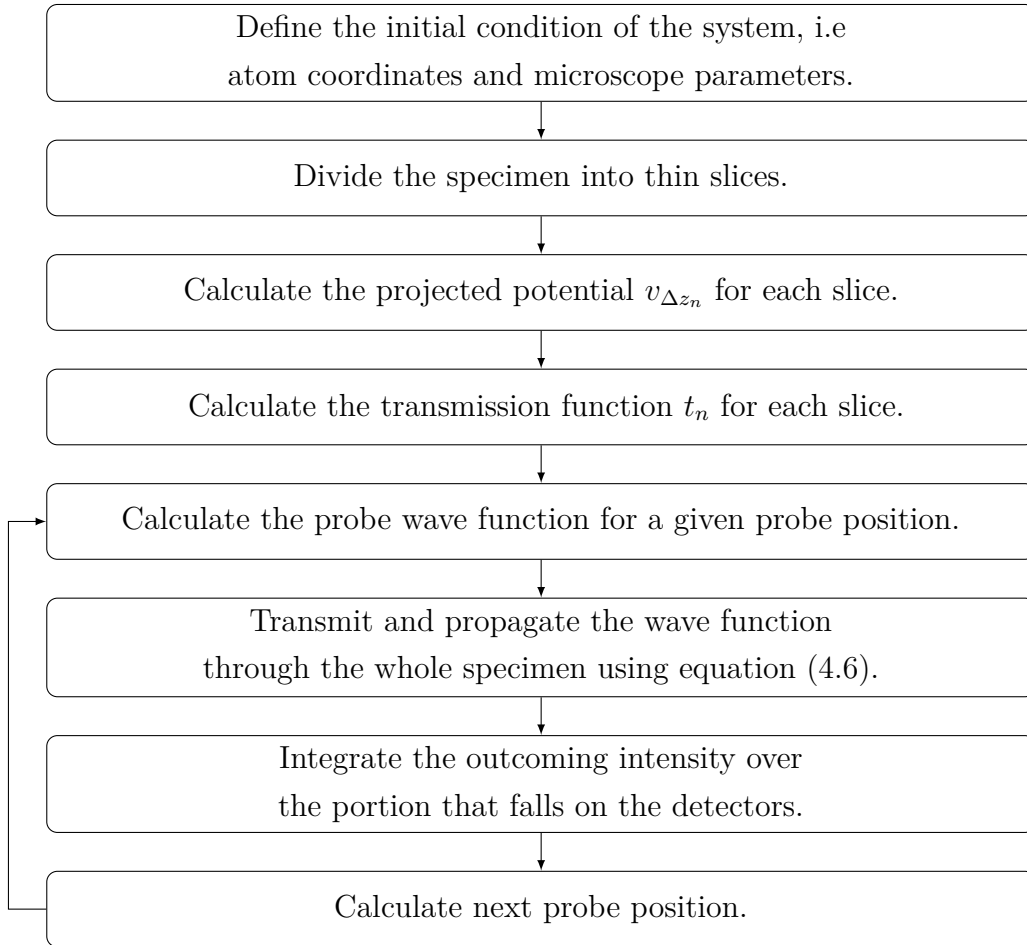 Define the initial condition of the system, i.e
atom coordinates and microscope parameters.
Divide the specimen into thin slices.
Calculate the projected potential $v_{\Delta z_n}$ for each slice.
Calculate the transmission function $t_n$ for each slice.
Calculate the probe wave function for a given probe position.
Transmit and propagate the wave function
through the whole specimen using equation (4.6).
Integrate the outcoming intensity over
the portion that falls on the detectors.
Calculate next probe position.